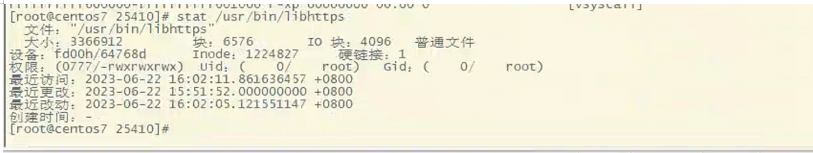 [vsyscall]
[root@centos7 25410]# stat /usr/bin/libhttps
文件："/usr/bin/libhttps"
大小：3366912 块：6576 IO 块：4096 普通文件
设备：fd00h/64768d Inode：1224827 硬链接：1
权限：(0777/-rwxrwxrwx) Uid：( 0/ root) Gid：( 0/ root)
最近访问：2023-06-22 16:02:11.861636457 +0800
最近更改：2023-06-22 15:51:52.000000000 +0800
最近改动：2023-06-22 16:02:05.121551147 +0800
创建时间：-
[root@centos7 25410]#